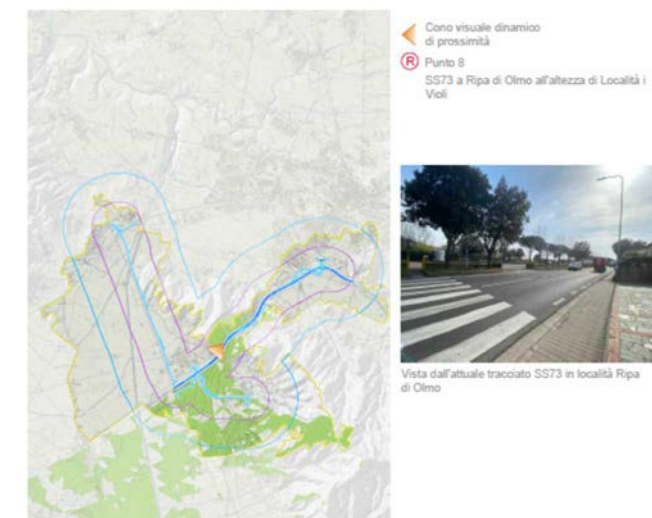 Cono visuale dinamico
di prossimità
R Punto 8
SS73 a Ripa di Olmo all'altezza di Località i
Violi
Vista dall'attuale tracciato SS73 in località Ripa
di Olmo